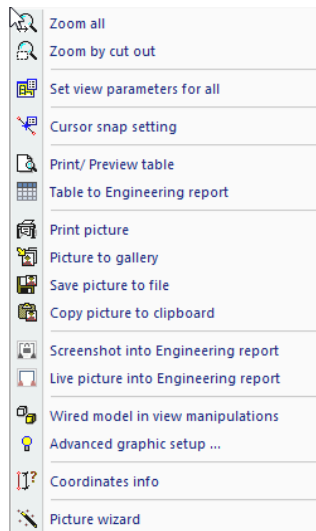 Zoom all
Zoom by cut out
Set view parameters for all
Cursor snap setting
Print/ Preview table
Table to Engineering report
Print picture
Picture to gallery
Save picture to file
Copy picture to clipboard
Screenshot into Engineering report
Live picture into Engineering report
Wired model in view manipulations
Advanced graphic setup ...
Coordinates info
Picture wizard